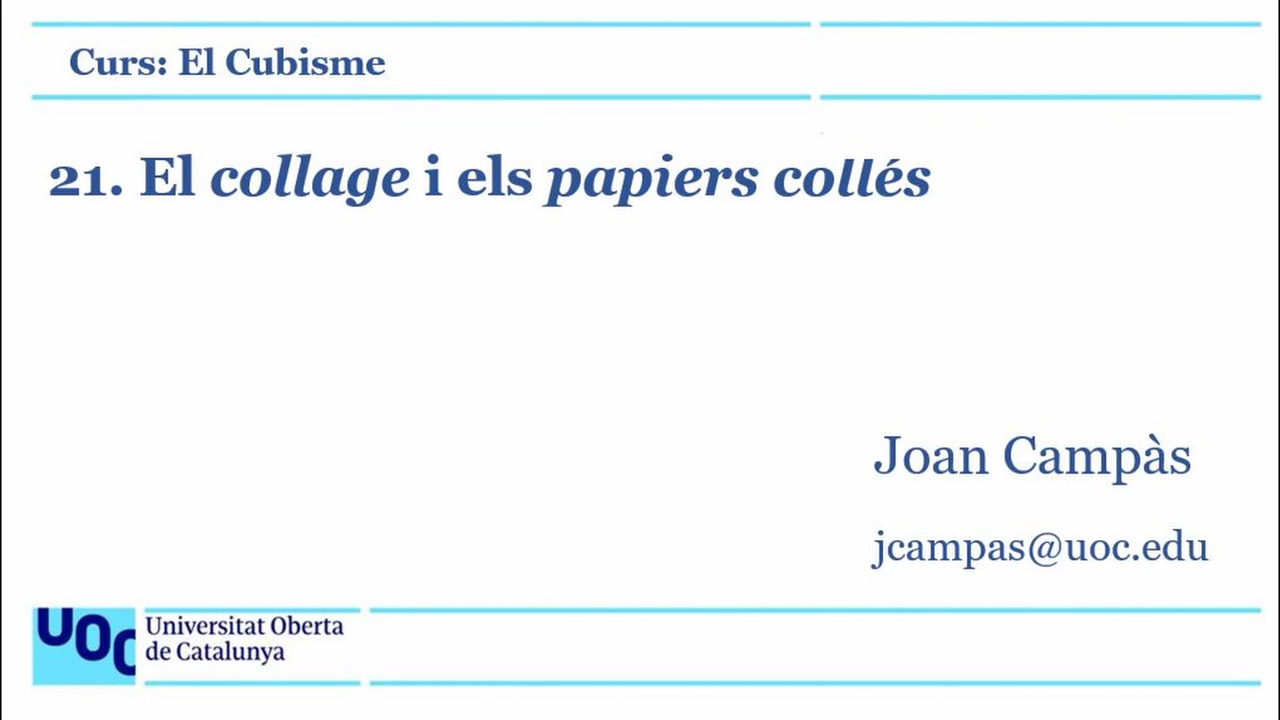 Curs: El Cubisme
21. El collage i els papiers collés
Joan Campàs
jcampas@uoc.edu
UOC
Universitat Oberta
de Catalunya